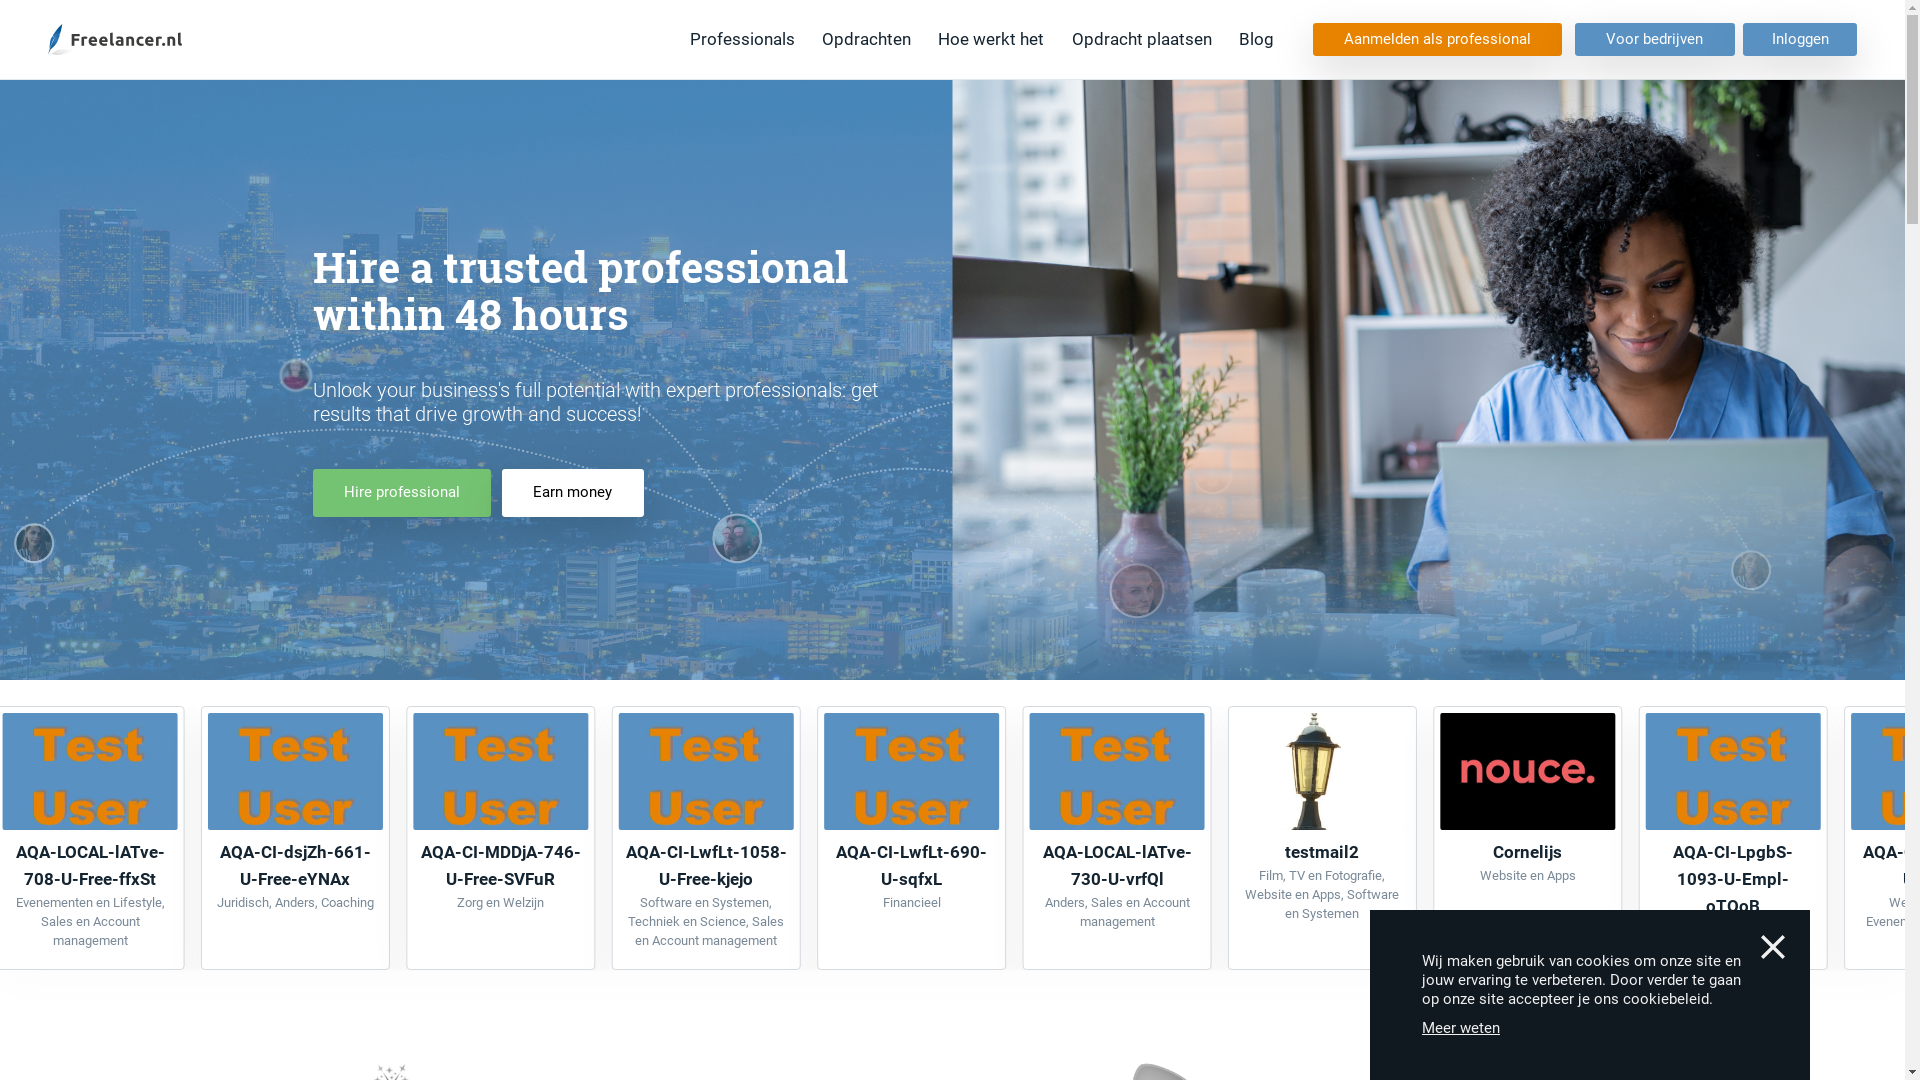 Freelancer.nl
Professionals
Opdrachten
Hoe werkt het
Opdracht plaatsen
Blog
Aanmelden als professional
Voor bedrijven
Inloggen
Hire a trusted professional
within 48 hours
Unlock your business's full potential with expert professionals: get
results that drive growth and success!
Hire professional
Earn money
Test
User
AQA-LOCAL-lATve-
708-U-Free-ffxSt
Evenementen en Lifestyle,
Sales en Account
management
Test
User
AQA-CI-dsjZh-661-
U-Free-eYNAx
Juridisch, Anders, Coaching
Test
User
AQA-CI-MDDjA-746-
U-Free-SVFuR
Zorg en Welzijn
Test
User
AQA-CI-LwfLt-1058-
U-Free-kjejo
Software en Systemen,
Techniek en Science, Sales
en Account management
Test
User
AQA-CI-LwfLt-690-
U-sqfxL
Financieel
Test
User
AQA-LOCAL-lATve-
730-U-vrfQl
Anders, Sales en Account
management
testmail2
Film, TV en Fotografie,
Website en Apps, Software
en Systemen
nouce.
Cornelijs
Website en Apps
Test
User
AQA-CI-LpgbS-
1093-U-Empl-
Wij maken gebruik van cookies om onze site en
jouw ervaring te verbeteren. Door verder te gaan
op onze site accepteer je ons cookiebeleid.
Meer weten